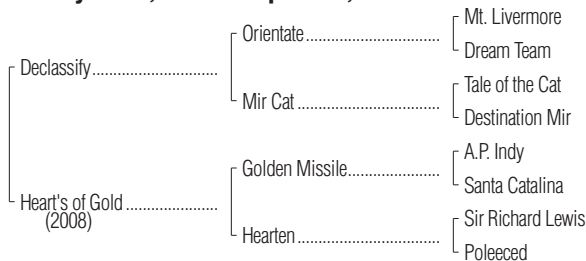 Mt. Livermore
Orientate
Dream Team
Declassify
Tale of the Cat
Mir Cat
Destination Mir
A.P. Indy
Golden Missile
Santa Catalina
Heart's of Gold
(2008)
Sir Richard Lewis
Hearten
Poleeced